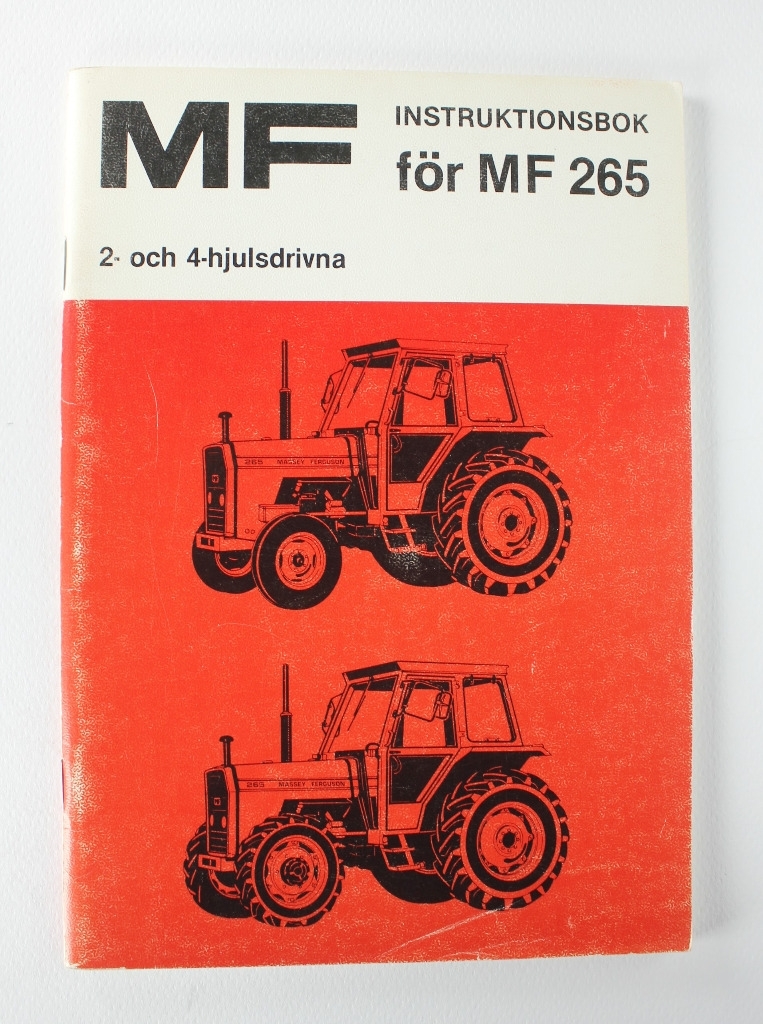 MF
INSTRUKTIONSBOK
för MF 265
2- och 4-hjulsdrivna
265 MASSEY FERGUSON
265 MASSEY FERGUSON